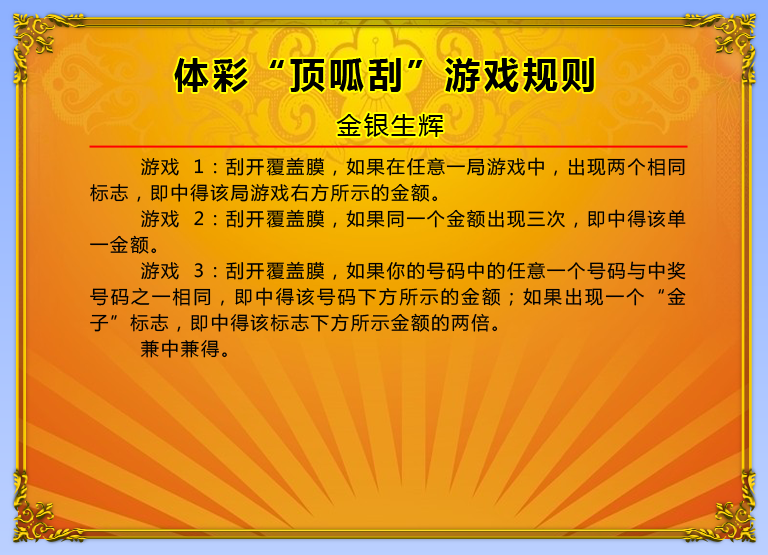 体彩“顶呱刮”游戏规则
金银生辉
游戏 1：刮开覆盖膜，如果在任意一局游戏中，出现两个相同
标志，即中得该局游戏右方所示的金额。
游戏 2：刮开覆盖膜，如果同一个金额出现三次，即中得该单
一金额。
游戏 3：刮开覆盖膜，如果你的号码中的任意一个号码与中奖
号码之一相同，即中得该号码下方所示的金额；如果出现一个“金
子”标志，即中得该标志下方所示金额的两倍。
兼中兼得。